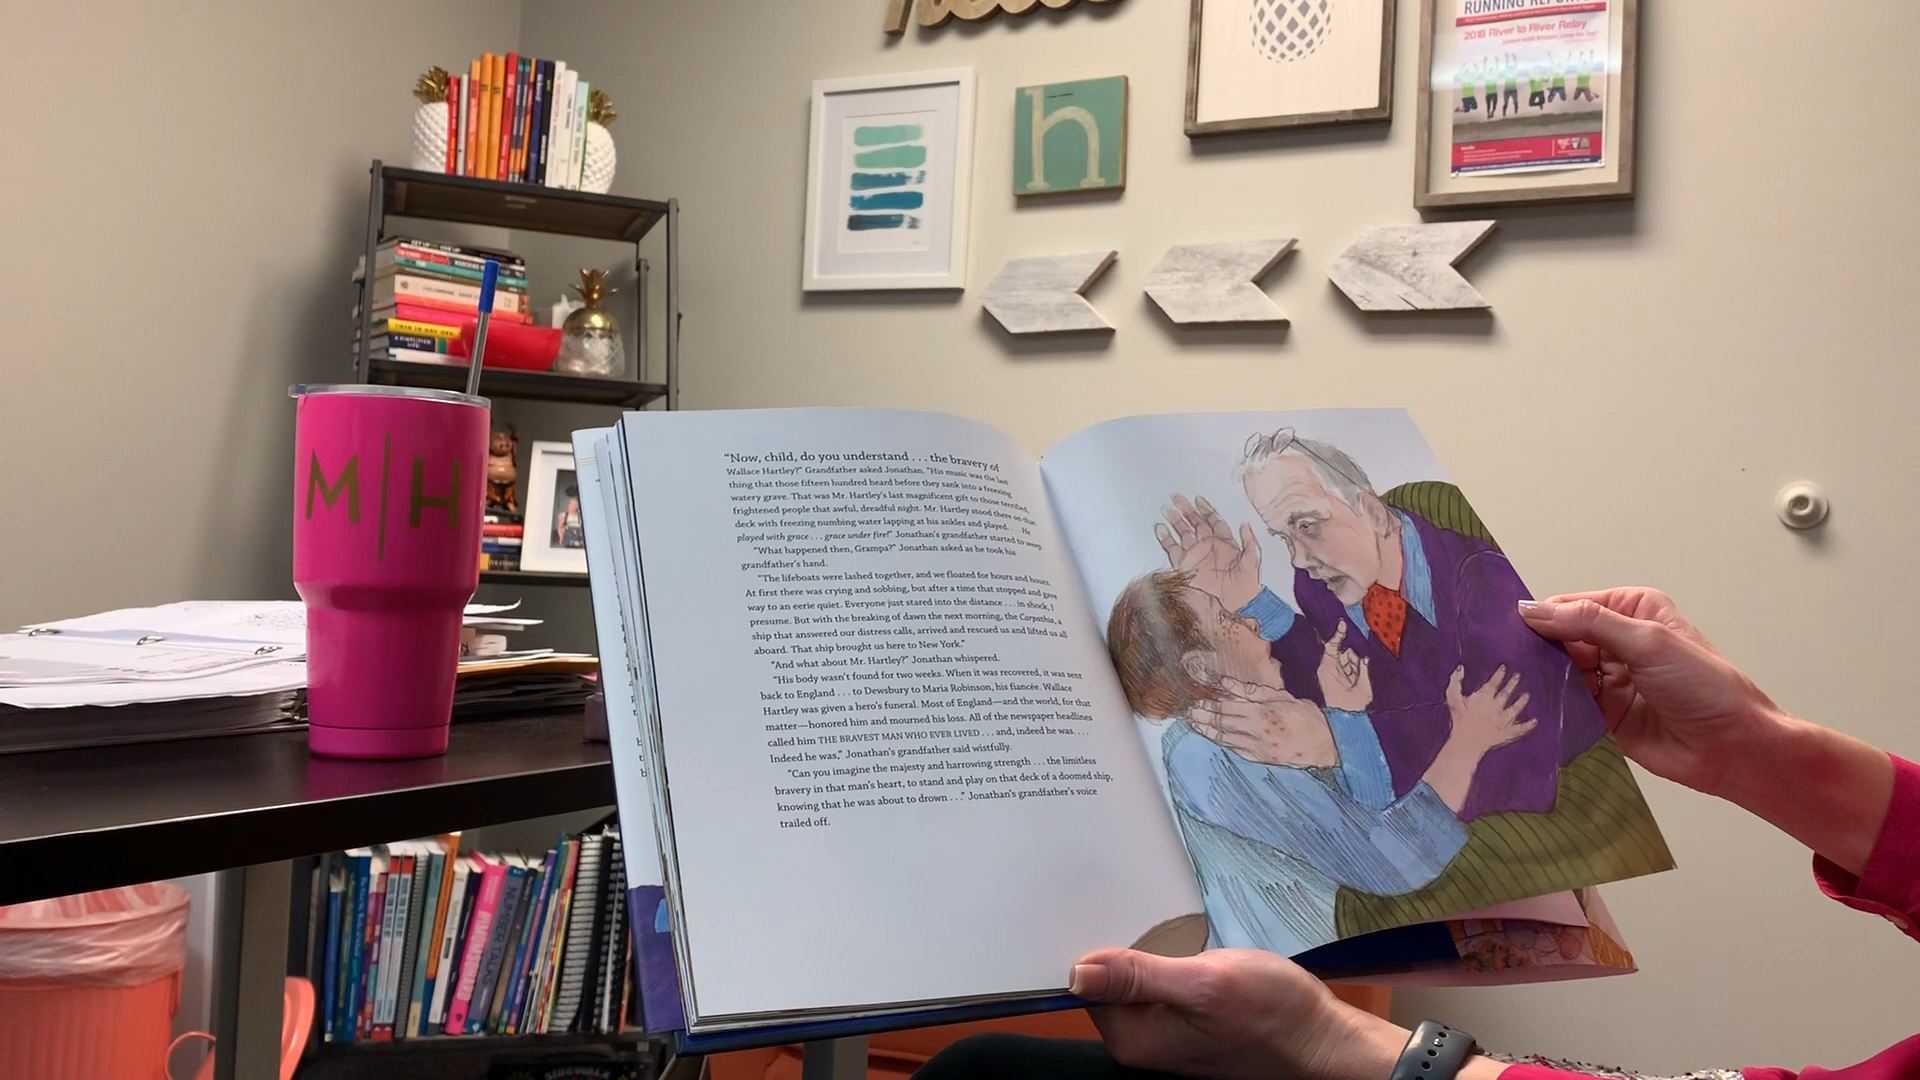 RUNNING REPORT
2018 River to River Relay
h
GET UP
GIVE UP
COLUMBINE
A SIMPLIFIED
LIFE
M | H
NUMBER TALKS
"Now, child, do you understand . . . the bravery of
Wallace Hartley?" Grandfather asked Jonathan. "His music was the last
thing that those fifteen hundred heard before they sank into a freezing
watery grave. That was Mr. Hartley's last magnificent gift to those terrified,
frightened people that awful, dreadful night. Mr. Hartley stood there on that
deck with freezing numbing water lapping at his ankles and played. . . . He
played with grace . . . grace under fire!" Jonathan's grandfather started to weep.
"What happened then, Grampa?" Jonathan asked as he took his
grandfather's hand.
"The lifeboats were lashed together, and we floated for hours and hours.
At first there was crying and sobbing, but after a time that stopped and gave
way to an eerie quiet. Everyone just stared into the distance . . . in shock, I
presume. But with the breaking of dawn the next morning, the Carpathia, a
ship that answered our distress calls, arrived and rescued us and lifted us all
aboard. That ship brought us here to New York."
"And what about Mr. Hartley?" Jonathan whispered.
"His body wasn't found for two weeks. When it was recovered, it was sent
back to England . . . to Dewsbury to Maria Robinson, his fiancée. Wallace
Hartley was given a hero's funeral. Most of England—and the world, for that
matter—honored him and mourned his loss. All of the newspaper headlines
called him THE BRAVEST MAN WHO EVER LIVED . . . and, indeed he was. . . .
Indeed he was," Jonathan's grandfather said wistfully.
"Can you imagine the majesty and harrowing strength . . . the limitless
bravery in that man's heart, to stand and play on that deck of a doomed ship,
knowing that he was about to drown . . ." Jonathan's grandfather's voice
trailed off.